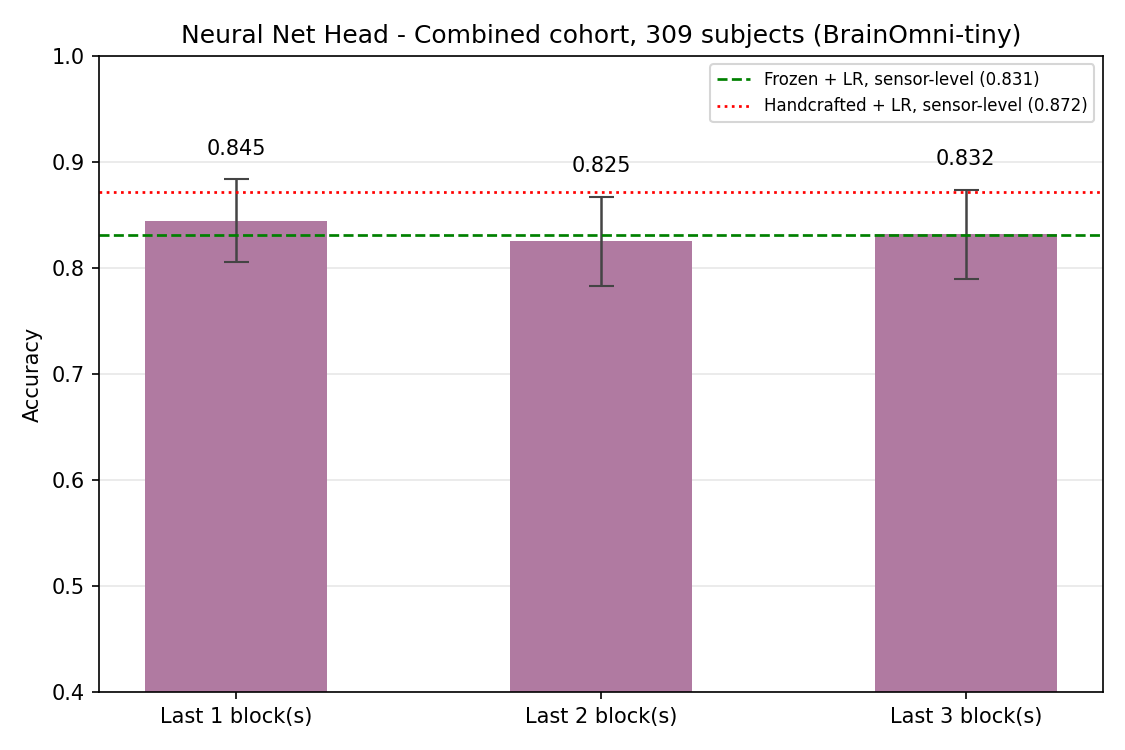 Neural Net Head - Combined cohort, 309 subjects (BrainOmni-tiny)
Frozen + LR, sensor-level (0.831)
Handcrafted + LR, sensor-level (0.872)
Accuracy
1.0
0.9
0.8
0.7
0.6
0.5
0.4
0.845
0.825
0.832
Last 1 block(s)
Last 2 block(s)
Last 3 block(s)